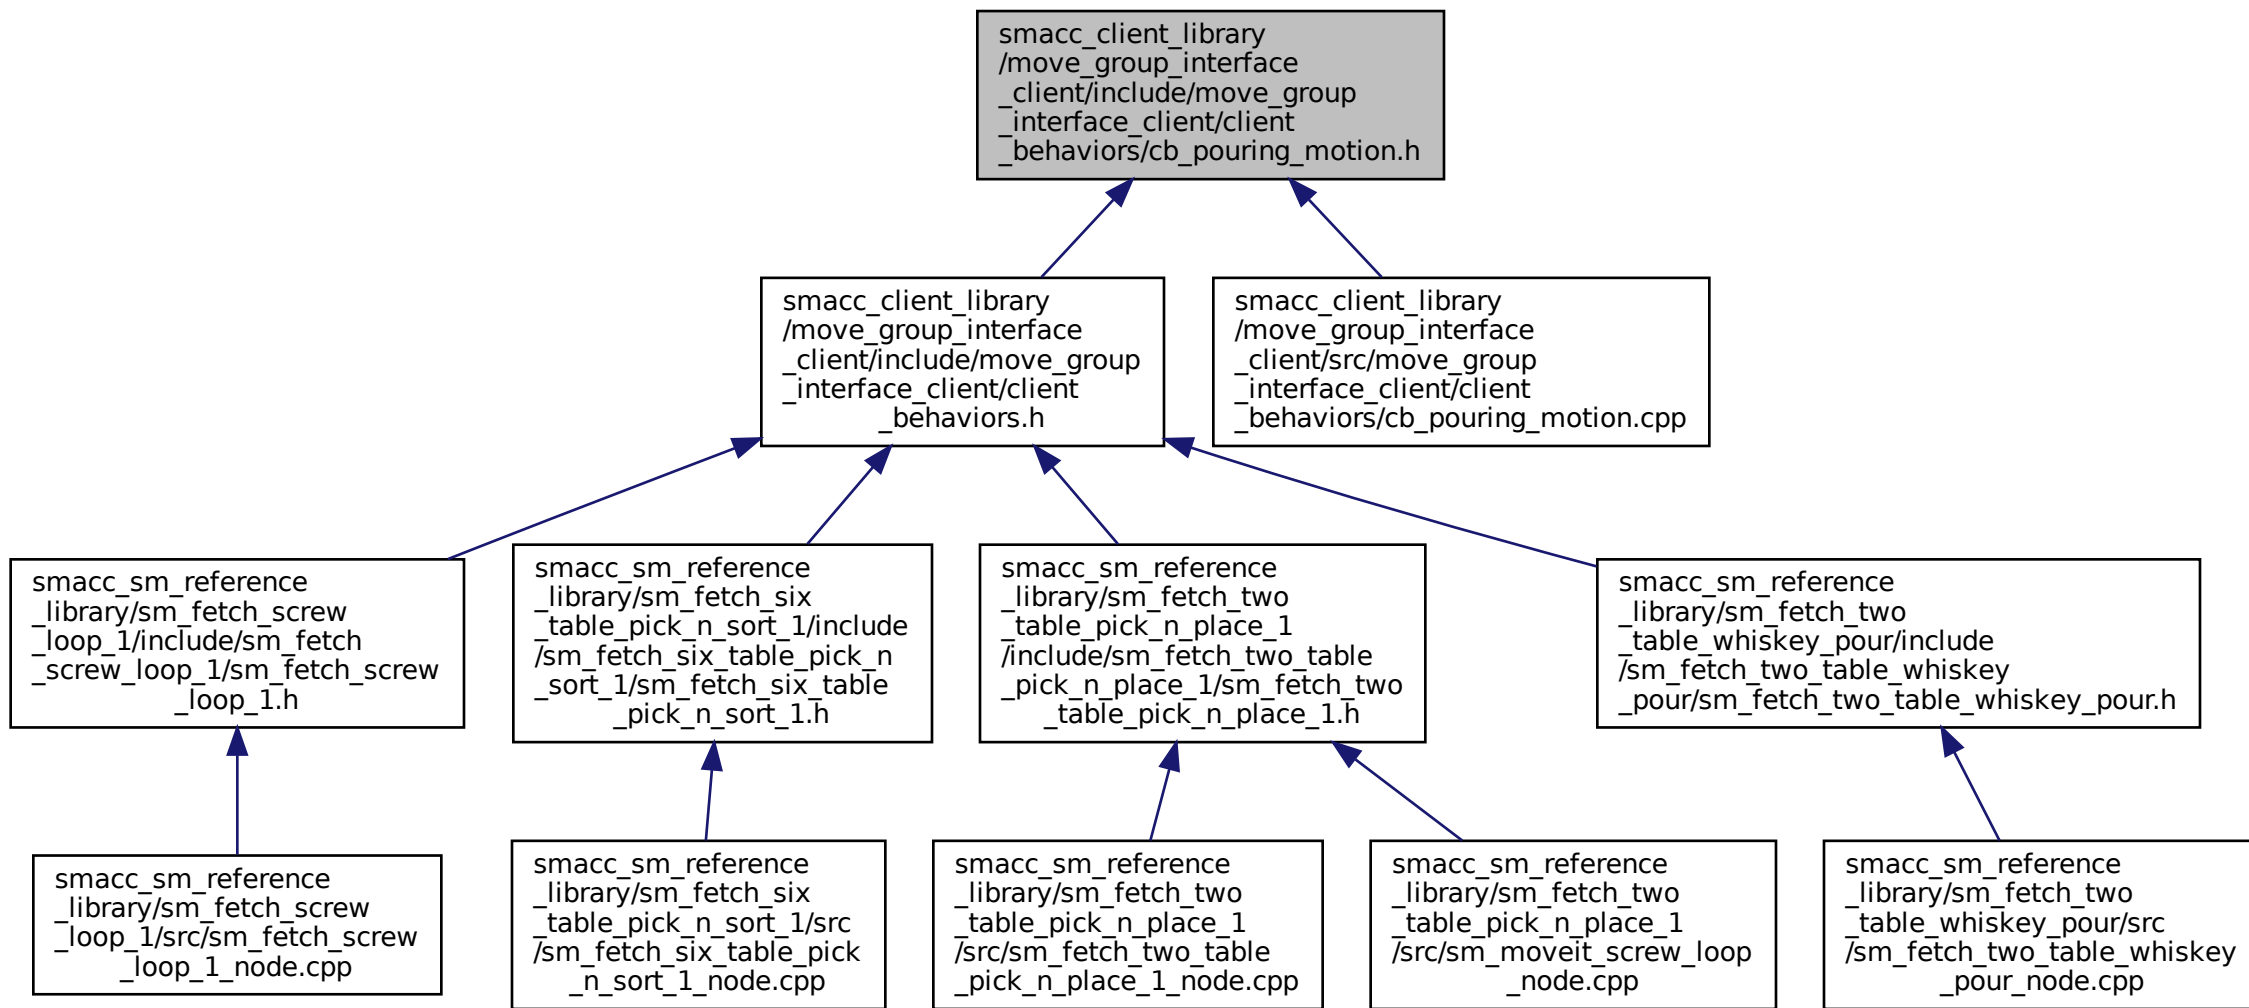 smacc_client_library
/move_group_interface
_client/include/move_group
_interface_client/client
_behaviors/cb_pouring_motion.h
smacc_client_library
/move_group_interface
_client/include/move_group
_interface_client/client
_behaviors.h
smacc_client_library
/move_group_interface
_client/src/move_group
_interface_client/client
_behaviors/cb_pouring_motion.cpp
smacc_sm_reference
_library/sm_fetch_screw
_loop_1/include/sm_fetch
_screw_loop_1/sm_fetch_screw
_loop_1.h
smacc_sm_reference
_library/sm_fetch_six
_table_pick_n_sort_1/include
/sm_fetch_six_table_pick_n
_sort_1/sm_fetch_six_table
_pick_n_sort_1.h
smacc_sm_reference
_library/sm_fetch_two
_table_pick_n_place_1
/include/sm_fetch_two_table
_pick_n_place_1/sm_fetch_two
_table_pick_n_place_1.h
smacc_sm_reference
_library/sm_fetch_two
_table_whiskey_pour/include
/sm_fetch_two_table_whiskey
_pour/sm_fetch_two_table_whiskey_pour.h
smacc_sm_reference
_library/sm_fetch_screw
_loop_1/src/sm_fetch_screw
_loop_1_node.cpp
smacc_sm_reference
_library/sm_fetch_six
_table_pick_n_sort_1/src
/sm_fetch_six_table_pick
_n_sort_1_node.cpp
smacc_sm_reference
_library/sm_fetch_two
_table_pick_n_place_1
/src/sm_fetch_two_table
_pick_n_place_1_node.cpp
smacc_sm_reference
_library/sm_fetch_two
_table_pick_n_place_1
/src/sm_moveit_screw_loop
_node.cpp
smacc_sm_reference
_library/sm_fetch_two
_table_whiskey_pour/src
/sm_fetch_two_table_whiskey
_pour_node.cpp